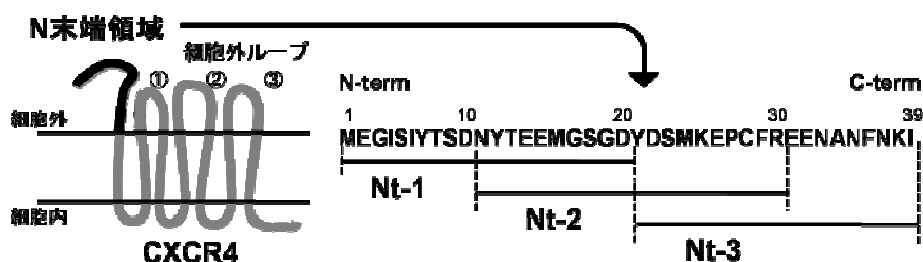 N末端領域
細胞外ループ
① ② ③
細胞外
細胞内
CXCR4
N-term C-term
1 10 20 30 39
MEGISIYTSDNYTEEMGSGDYDSMKEPCFREENANFNKI
Nt-1
Nt-2
Nt-3